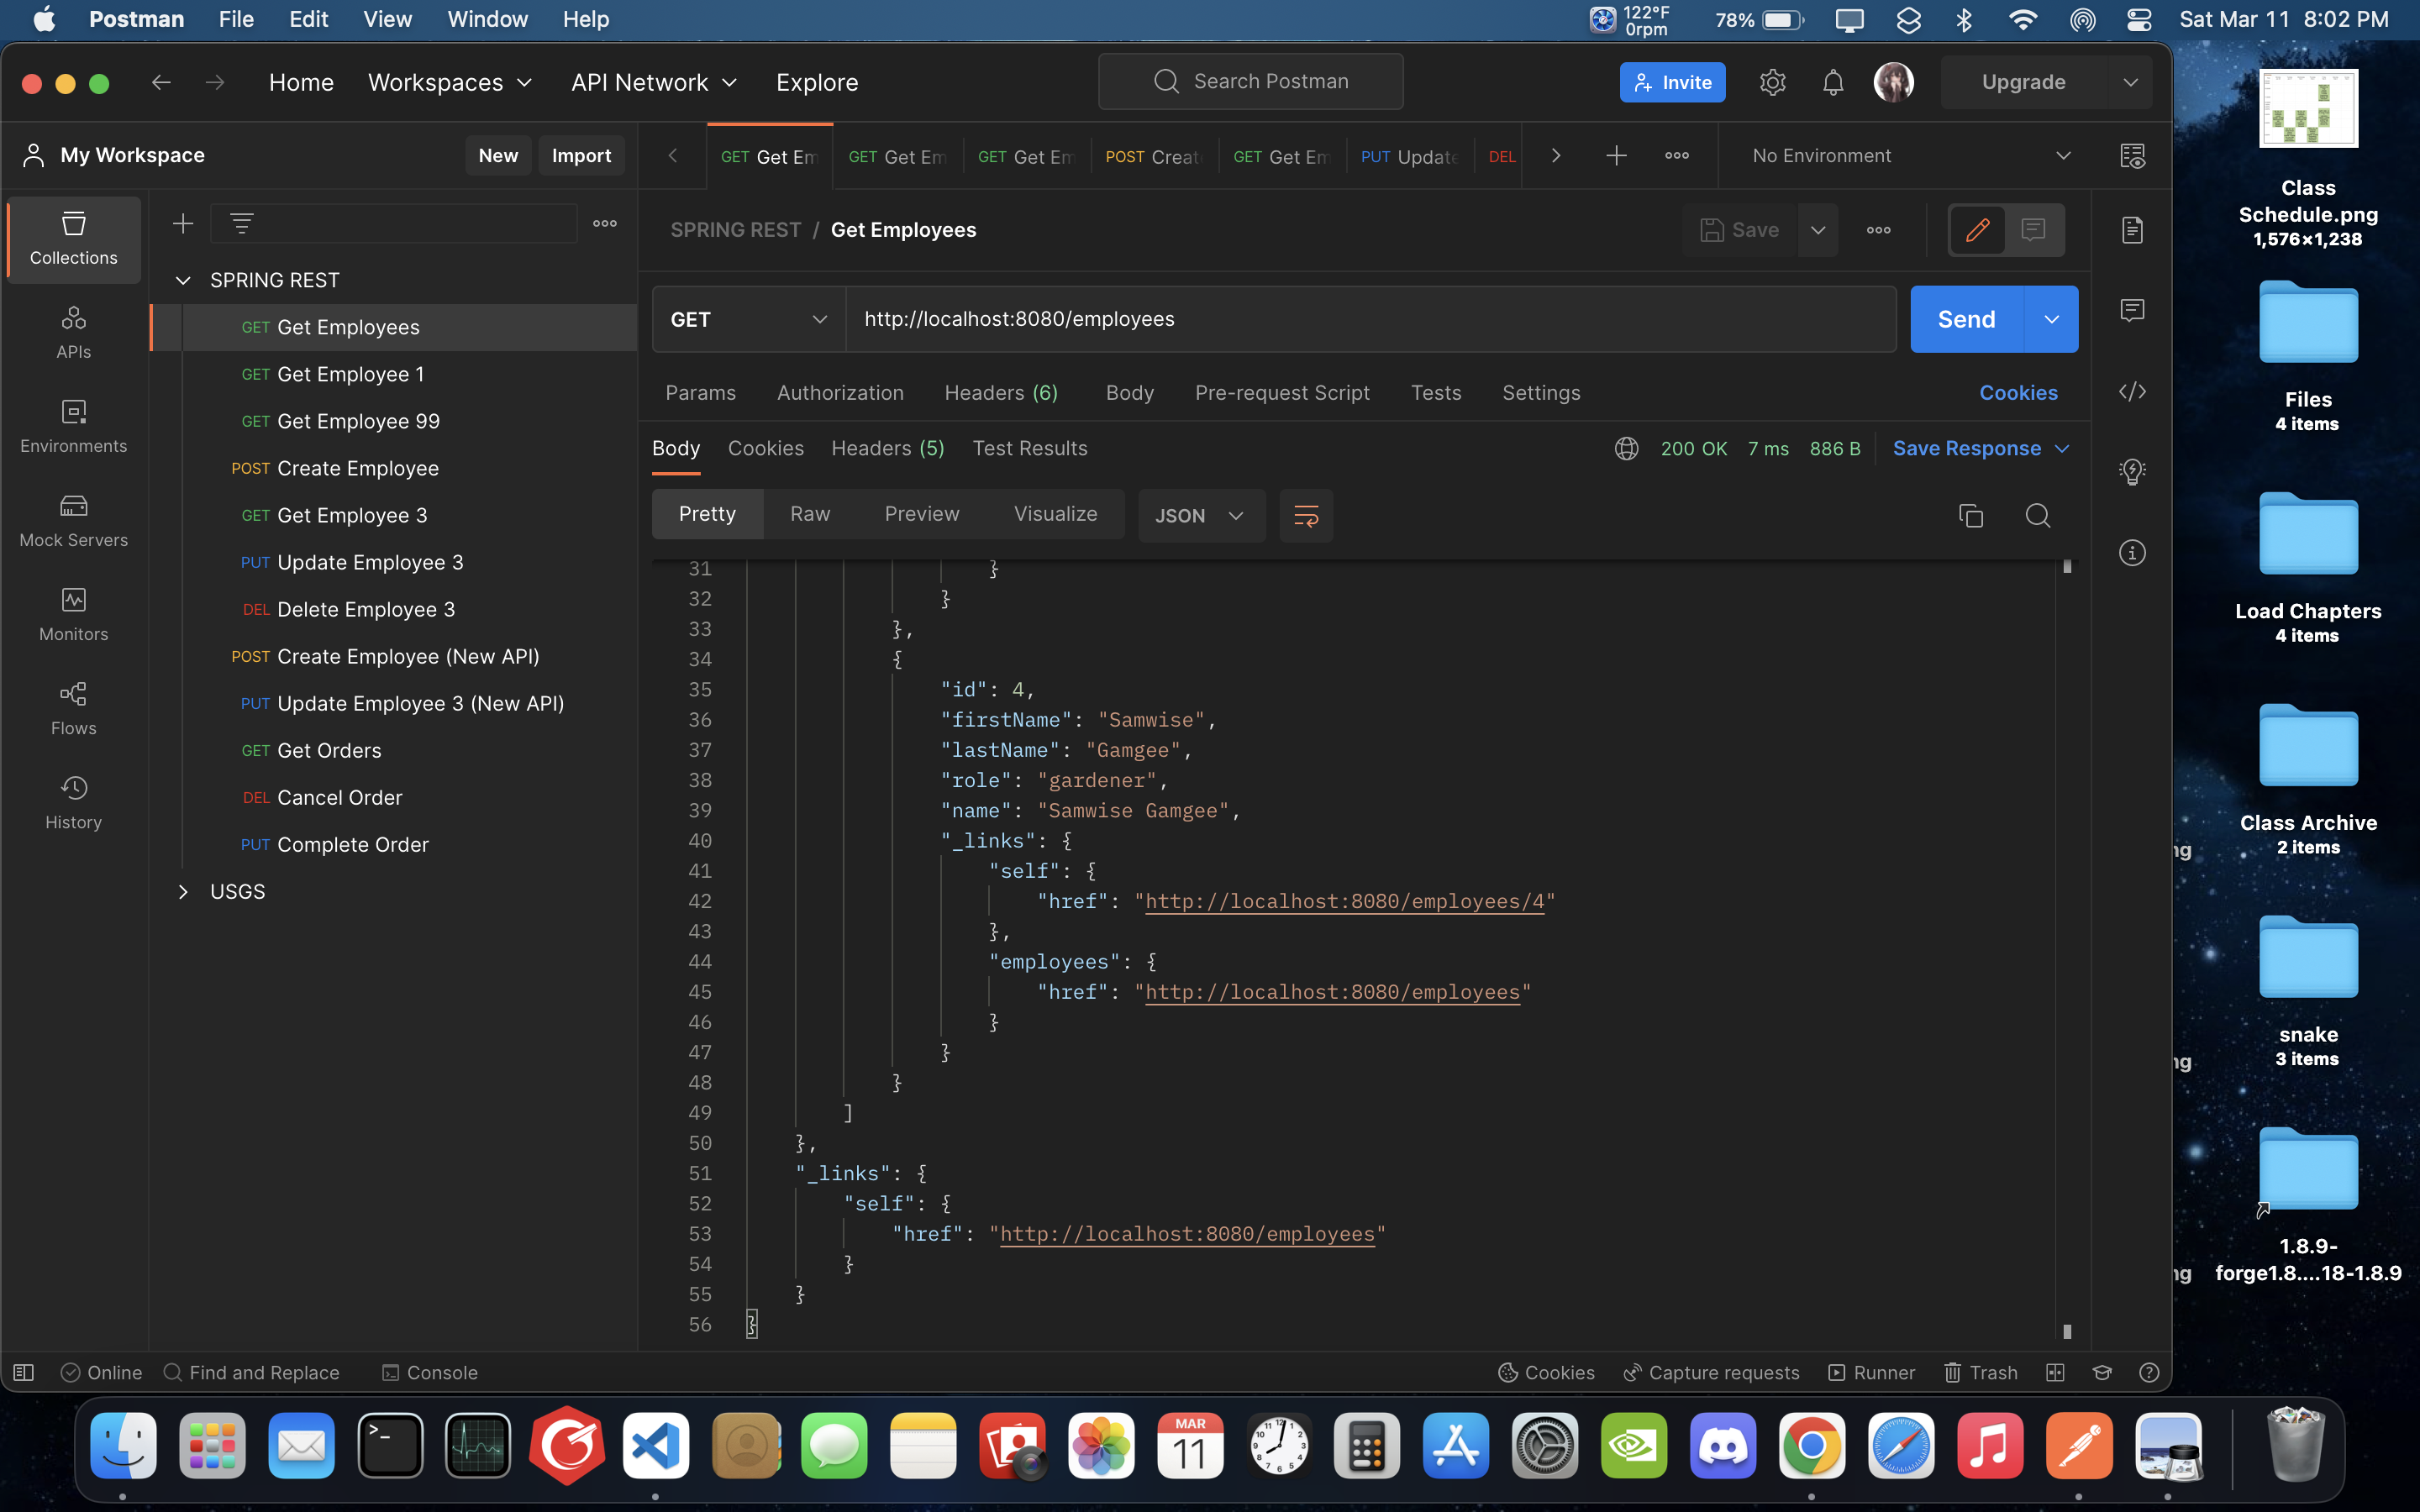 Postman File Edit View Window Help
122°F
0rpm
78%
Sat Mar 11 8:02 PM
Home Workspaces API Network Explore
Search Postman
Invite
Upgrade
My Workspace
New Import
GET Get Em GET Get Em GET Get Em POST Creat GET Get Em PUT Update DEL
No Environment
Collections
APIs
Environments
Mock Servers
Monitors
Flows
History
SPRING REST
GET Get Employees
GET Get Employee 1
GET Get Employee 99
POST Create Employee
GET Get Employee 3
PUT Update Employee 3
DEL Delete Employee 3
POST Create Employee (New API)
PUT Update Employee 3 (New API)
GET Get Orders
DEL Cancel Order
PUT Complete Order
USGS
SPRING REST / Get Employees
Save
GET http://localhost:8080/employees
Send
Params Authorization Headers (6) Body Pre-request Script Tests Settings Cookies
Body Cookies Headers (5) Test Results
200 OK 7 ms 886 B Save Response
Pretty Raw Preview Visualize JSON
31 }
32 }
33 },
34 {
35 "id": 4,
36 "firstName": "Samwise",
37 "lastName": "Gamgee",
38 "role": "gardener",
39 "name": "Samwise Gamgee",
40 "_links": {
41 "self": {
42 "href": "http://localhost:8080/employees/4"
43 },
44 "employees": {
45 "href": "http://localhost:8080/employees"
46 }
47 }
48 }
49 ]
50 },
51 "_links": {
52 "self": {
53 "href": "http://localhost:8080/employees"
54 }
55 }
56 }
Online Find and Replace Console
Cookies Capture requests Runner Trash
Class
Schedule.png
1,576×1,238
Files
4 items
Load Chapters
4 items
Class Archive
2 items
ng
snake
3 items
ng
1.8.9-
forge1.8....18-1.8.9
ng
MAR
11